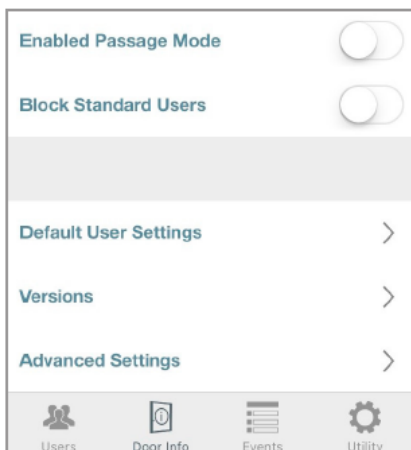 Enabled Passage Mode
Block Standard Users
Default User Settings
Versions
Advanced Settings
Users Door Info Events Utility